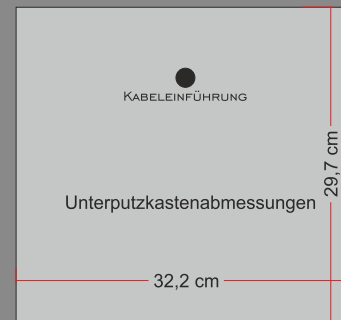 KABELEINFÜHRUNG
29,7 cm
Unterputzkastenabmessungen
32,2 cm